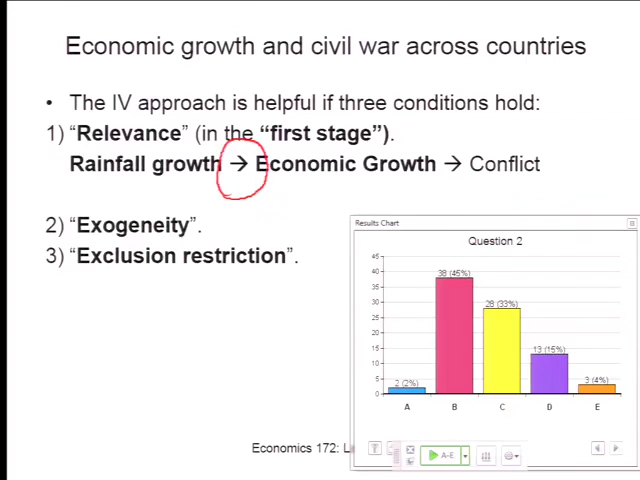 Economic growth and civil war across countries
• The IV approach is helpful if three conditions hold:
1) “Relevance” (in the “first stage”).
Rainfall growth → Economic Growth → Conflict
2) “Exogeneity”.
3) “Exclusion restriction”.
Results Chart
Question 2
45
40
35
30
25
20
15
10
5
0
2 (2%)
38 (45%)
28 (33%)
13 (15%)
3 (4%)
A B C D E
Economics 172:
A-E